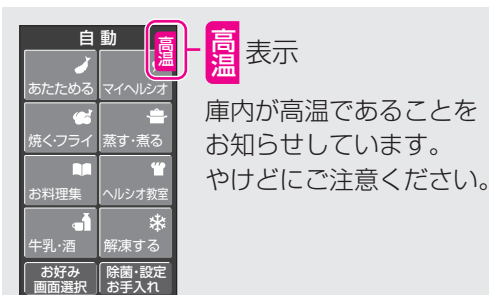 自動
高温
あたためる
マイヘルシオ
焼く・フライ
蒸す・煮る
お料理集
ヘルシオ教室
牛乳・酒
解凍する
お好み
画面選択
除菌・設定
お手入れ
高温 表示
庫内が高温であることを
お知らせしています。
やけどにご注意ください。